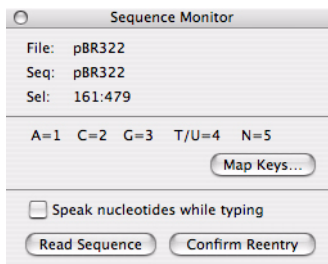 Sequence Monitor
File: pBR322
Seq: pBR322
Sel: 161:479
A=1 C=2 G=3 T/U=4 N=5
Map Keys...
Speak nucleotides while typing
Read Sequence Confirm Reentry